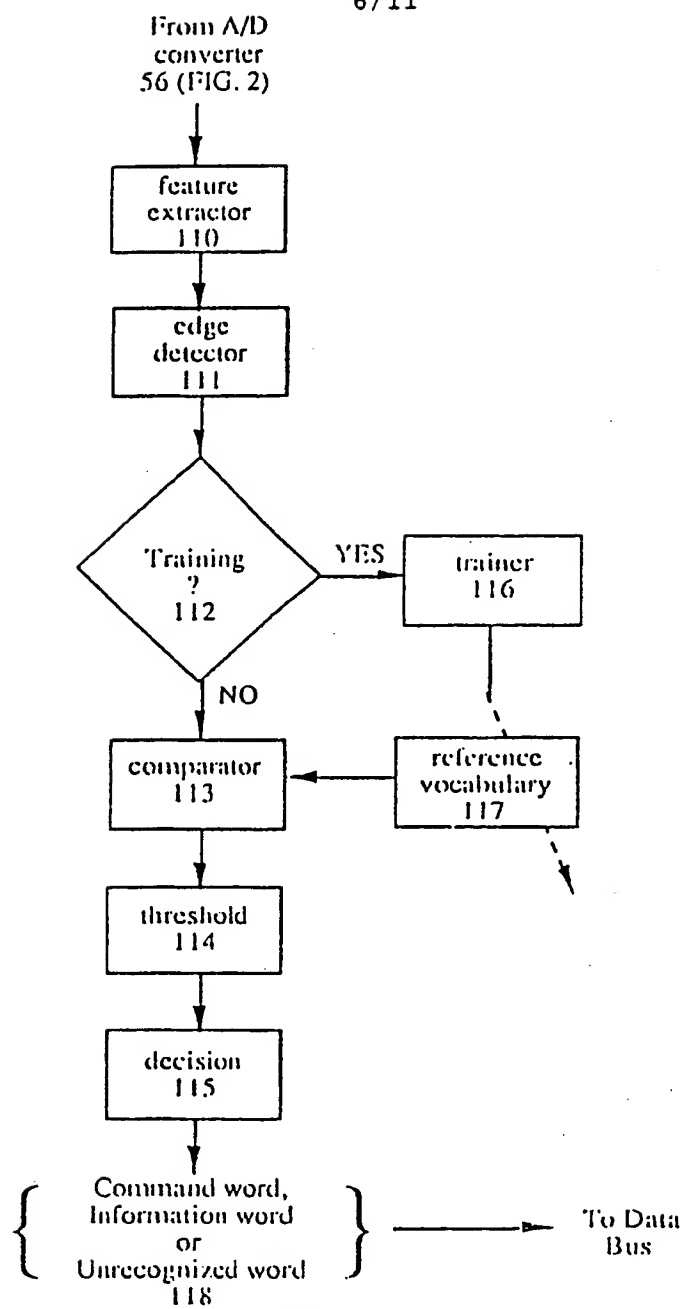 6/11
From A/D
converter
56 (FIG. 2)
feature
extractor
110
edge
detector
111
Training
?
112
YES
trainer
116
NO
comparator
113
reference
vocabulary
117
threshold
114
decision
115
Command word,
Information word
or
Unrecognized word
118
To Data
Bus